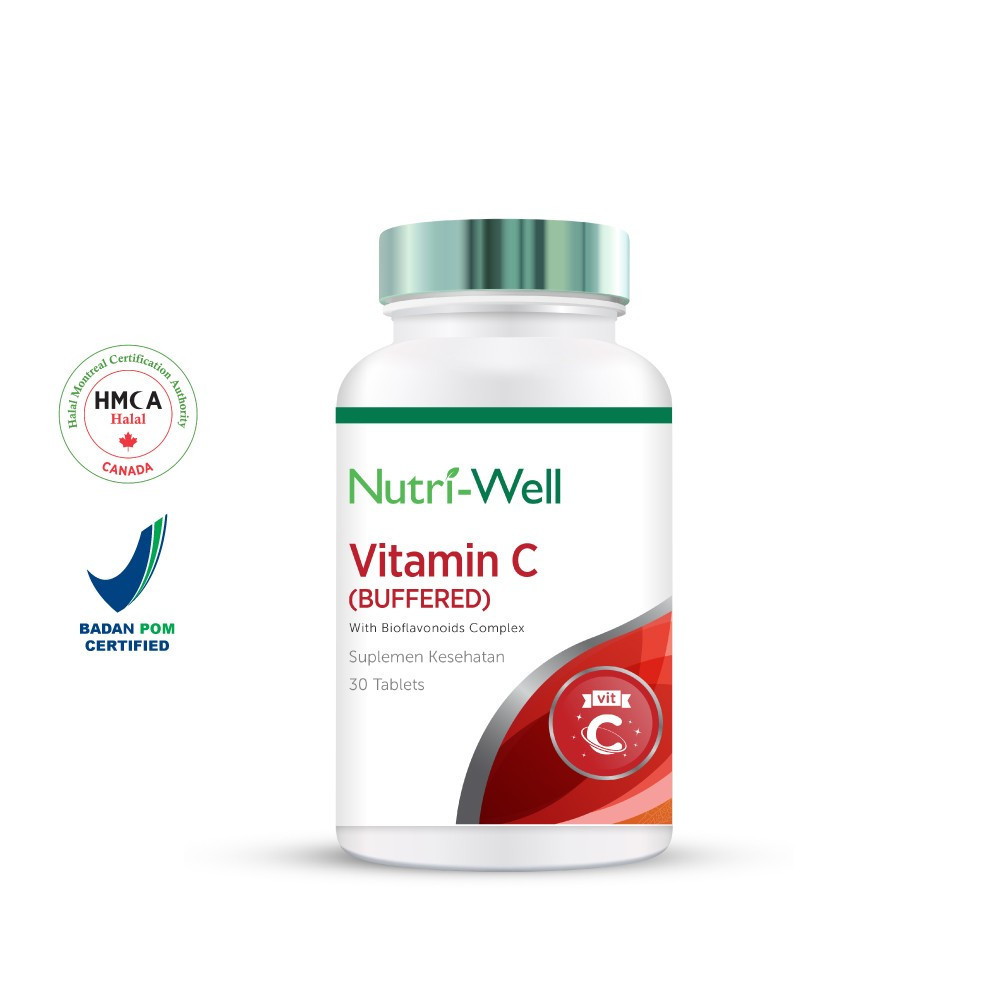 Halal Montreal Certification Authority
HMCA
Halal
CANADA
BADAN POM
CERTIFIED
Nutri-Well
Vitamin C
(BUFFERED)
With Bioflavonoids Complex
Suplemen Kesehatan
30 Tablets
vit
C